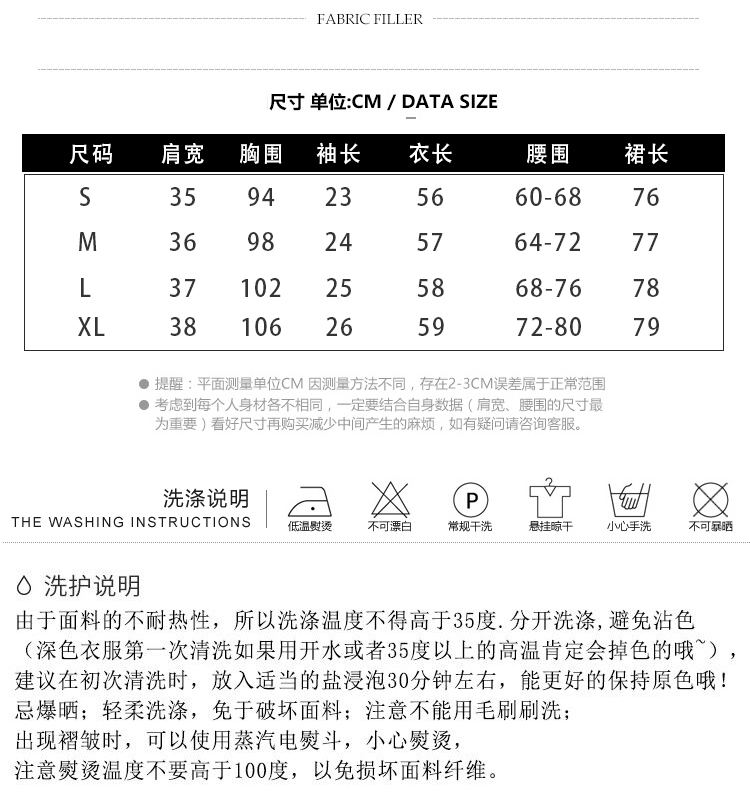 FABRIC FILLER
尺寸 单位:CM / DATA SIZE
尺码 肩宽 胸围 袖长 衣长 腰围 裙长
S 35 94 23 56 60-68 76
M 36 98 24 57 64-72 77
L 37 102 25 58 68-76 78
XL 38 106 26 59 72-80 79
提醒：平面测量单位CM 因测量方法不同，存在2-3CM误差属于正常范围
考虑到每个人身材各不相同，一定要结合自身数据（肩宽、腰围的尺寸最
为重要）看好尺寸再购买减少中间产生的麻烦，如有疑问请咨询客服。
洗涤说明
THE WASHING INSTRUCTIONS
P
低温熨烫 不可漂白 常规干洗 悬挂晾干 小心手洗 不可暴晒
洗护说明
由于面料的不耐热性，所以洗涤温度不得高于35度.分开洗涤,避免沾色
（深色衣服第一次清洗如果用开水或者35度以上的高温肯定会掉色的哦~），
建议在初次清洗时，放入适当的盐浸泡30分钟左右，能更好的保持原色哦！
忌爆晒；轻柔洗涤，免于破坏面料；注意不能用毛刷刷洗；
出现褶皱时，可以使用蒸汽电熨斗，小心熨烫，
注意熨烫温度不要高于100度，以免损坏面料纤维。